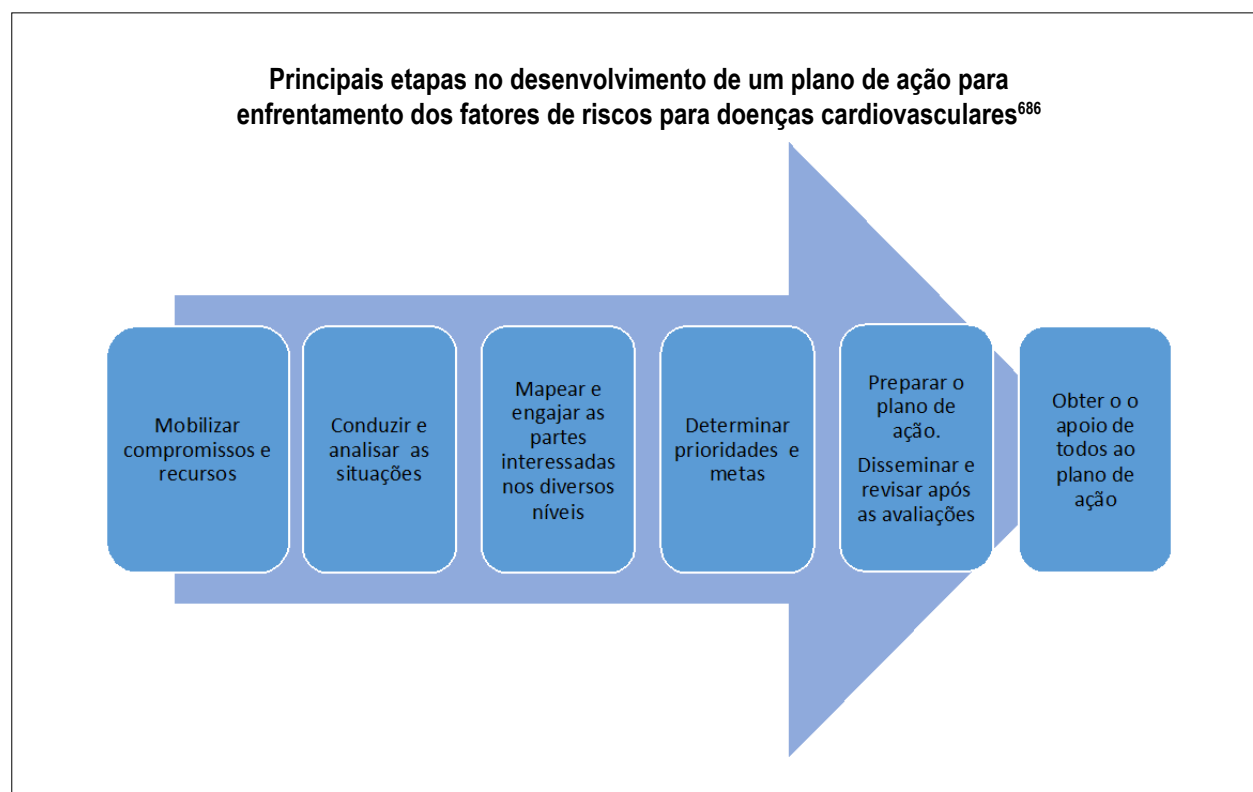 Principais etapas no desenvolvimento de um plano de ação para
enfrentamento dos fatores de riscos para doenças cardiovasculares⁶⁸⁶
Mobilizar
compromissos e
recursos
Conduzir e
analisar as
situações
Mapear e
engajar as
partes
interessadas
nos diversos
níveis
Determinar
prioridades e
metas
Preparar o
plano de
ação.
Disseminar e
revisar após
as avaliações
Obter o o
apoio de
todos ao
plano de
ação